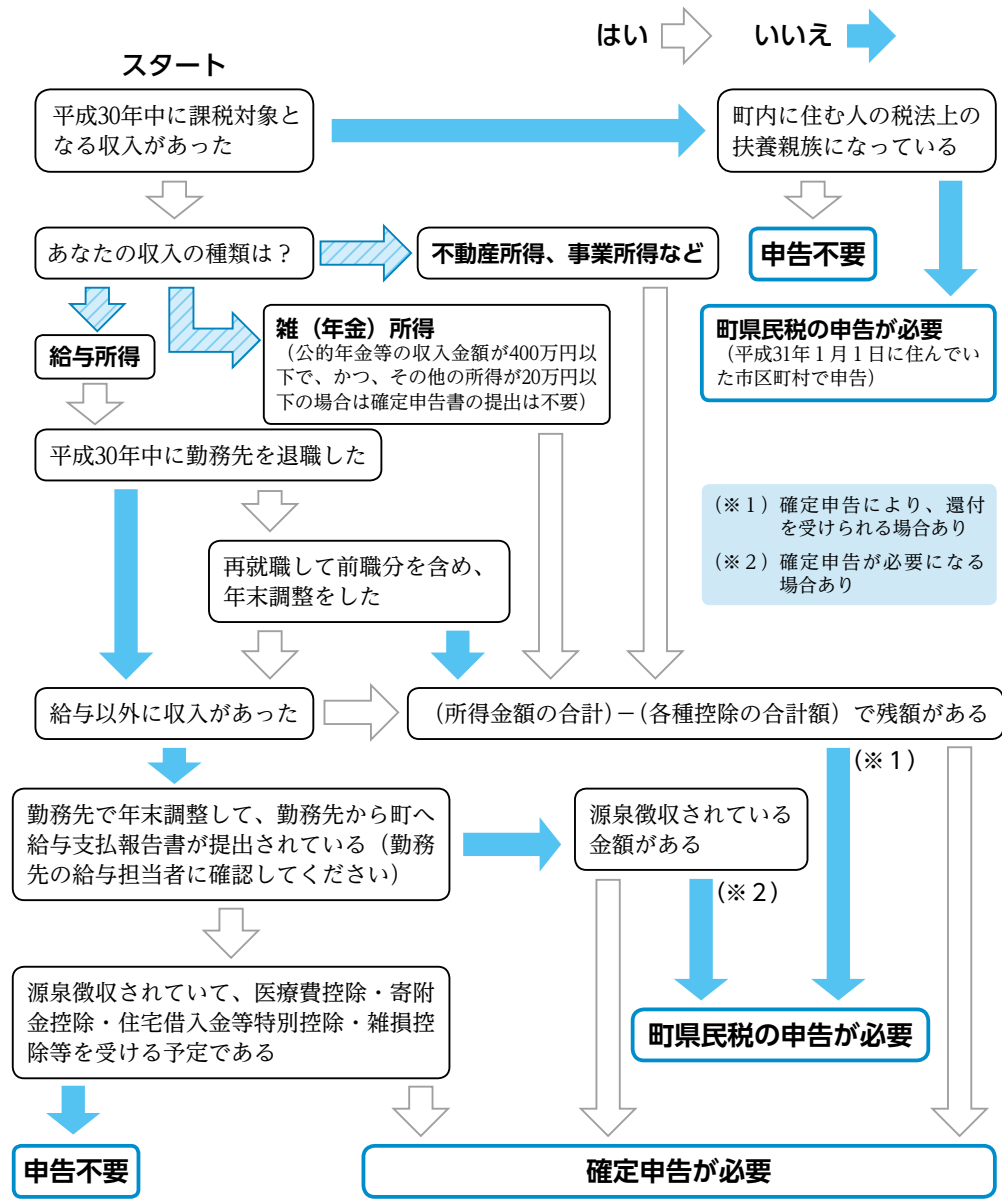 はい
いいえ
スタート
平成30年中に課税対象と
なる収入があった
町内に住む人の税法上の
扶養親族になっている
あなたの収入の種類は？
不動産所得、事業所得など
申告不要
給与所得
雑（年金）所得
（公的年金等の収入金額が400万円以
下で、かつ、その他の所得が20万円以
下の場合は確定申告書の提出は不要）
町県民税の申告が必要
（平成31年１月１日に住んでい
た市区町村で申告）
平成30年中に勤務先を退職した
（※１）確定申告により、還付
を受けられる場合あり
（※２）確定申告が必要になる
場合あり
再就職して前職分を含め、
年末調整をした
給与以外に収入があった
（所得金額の合計）－（各種控除の合計額）で残額がある
（※１）
勤務先で年末調整して、勤務先から町へ
給与支払報告書が提出されている（勤務
先の給与担当者に確認してください）
源泉徴収されている
金額がある
（※２）
源泉徴収されていて、医療費控除・寄附
金控除・住宅借入金等特別控除・雑損控
除等を受ける予定である
町県民税の申告が必要
申告不要
確定申告が必要